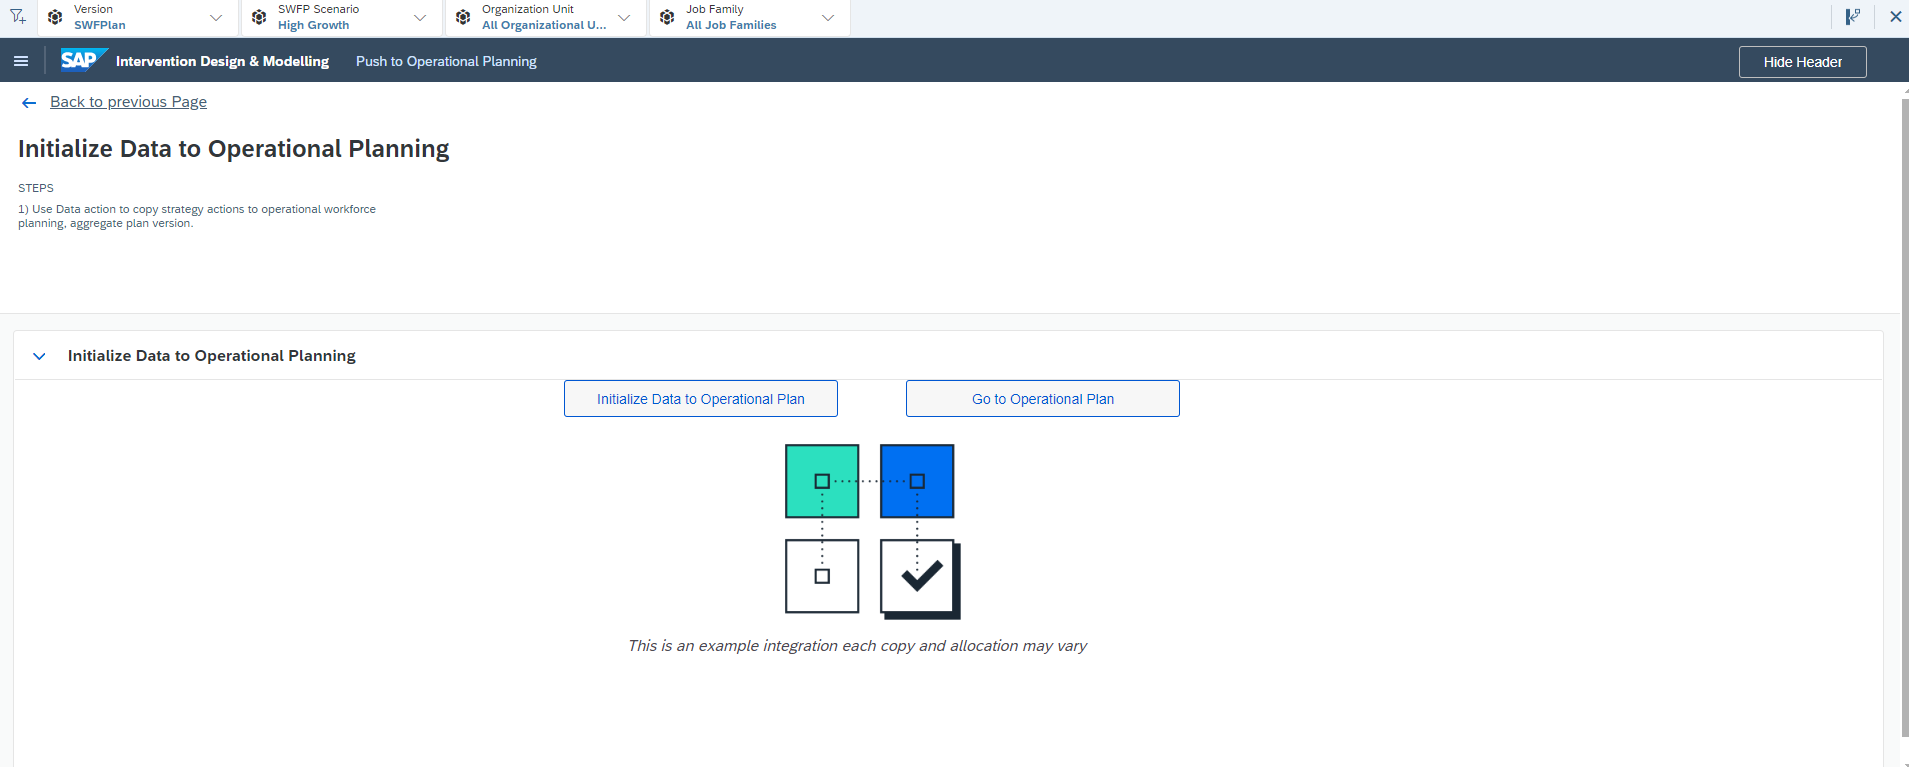 Version
SWFPlan
SWFP Scenario
High Growth
Organization Unit
All Organizational U...
Job Family
All Job Families
SAP
Intervention Design & Modelling
Push to Operational Planning
Hide Header
Back to previous Page
Initialize Data to Operational Planning
STEPS
1) Use Data action to copy strategy actions to operational workforce
planning, aggregate plan version.
Initialize Data to Operational Planning
Initialize Data to Operational Plan
Go to Operational Plan
This is an example integration each copy and allocation may vary